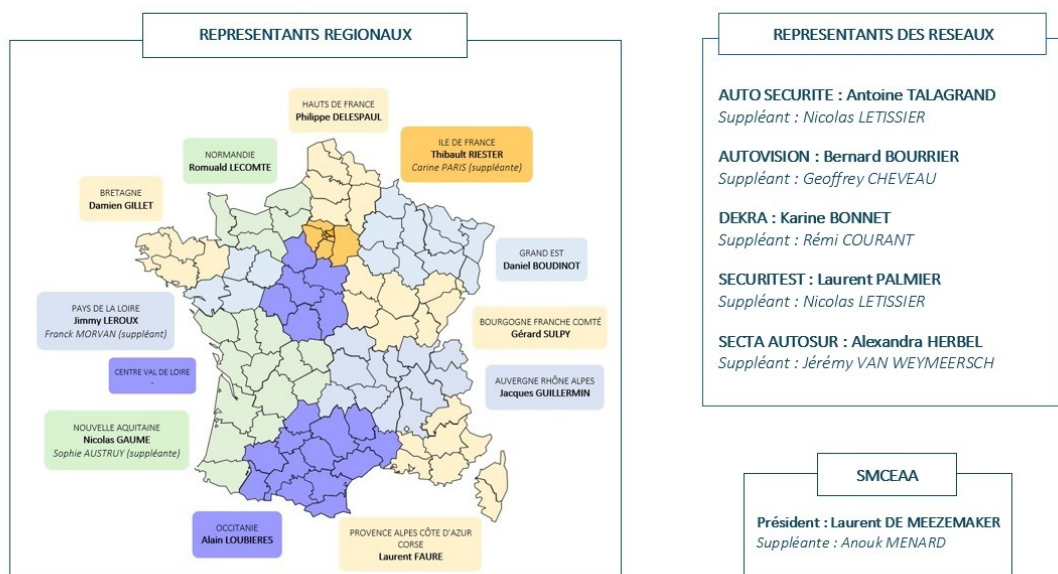 REPRESENTANTS REGIONAUX
HAUTS DE FRANCE
Philippe DELESPAUL
ILE DE FRANCE
Thibault RIESTER
Carine PARIS (suppléante)
NORMANDIE
Romuald LECOMTE
BRETAGNE
Damien GILLET
GRAND EST
Daniel BOUDINOT
PAYS DE LA LOIRE
Jimmy LEROUX
Franck MORVAN (suppléant)
BOURGOGNE FRANCHE COMTÉ
Gérard SULPY
CENTRE VAL DE LOIRE
-
AUVERGNE RHÔNE ALPES
Jacques GUILLERMIN
NOUVELLE AQUITAINE
Nicolas GAUME
Sophie AUSTRUY (suppléante)
OCCITANIE
Alain LOUBIERES
PROVENCE ALPES CÔTE D'AZUR
CORSE
Laurent FAURE
REPRESENTANTS DES RESEAUX
AUTO SECURITE : Antoine TALAGRAND
Suppléant : Nicolas LETISSIER
AUTOVISION : Bernard BOURRIER
Suppléant : Geoffrey CHEVEAU
DEKRA : Karine BONNET
Suppléant : Rémi COURANT
SECURITEST : Laurent PALMIER
Suppléant : Nicolas LETISSIER
SECTA AUTOSUR : Alexandra HERBEL
Suppléant : Jérémy VAN WEYMEERSCH
SMCEAA
Président : Laurent DE MEEZEMAKER
Suppléante : Anouk MENARD